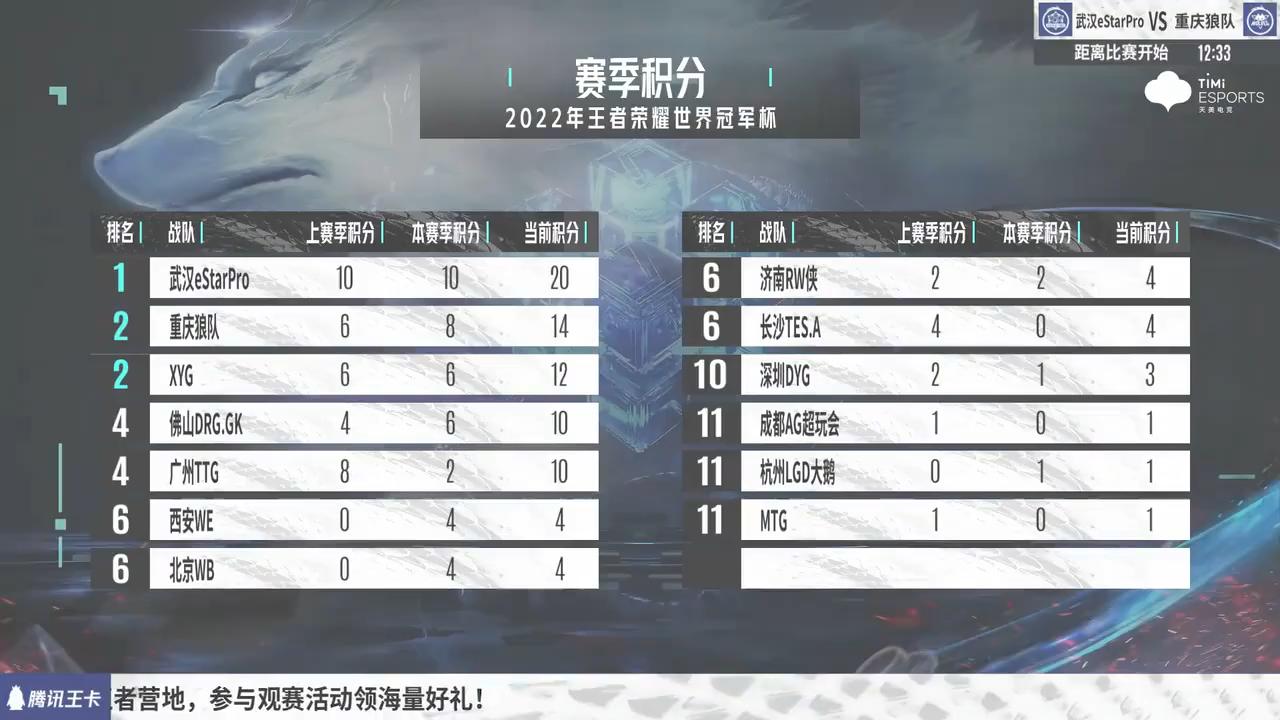 武汉eStarPro VS 重庆狼队
距离比赛开始 12:33
TiMi
ESPORTS
天美电竞
赛季积分
2022年王者荣耀世界冠军杯
排名 战队 上赛季积分 本赛季积分 当前积分
1 武汉eStarPro 10 10 20
2 重庆狼队 6 8 14
2 XYG 6 6 12
4 佛山DRG.GK 4 6 10
4 广州TTG 8 2 10
6 西安WE 0 4 4
6 北京WB 0 4 4
排名 战队 上赛季积分 本赛季积分 当前积分
6 济南RW侠 2 2 4
6 长沙TES.A 4 0 4
10 深圳DYG 2 1 3
11 成都AG超玩会 1 0 1
11 杭州LGD大鹅 0 1 1
11 MTG 1 0 1
腾讯王卡 者营地，参与观赛活动领海量好礼！